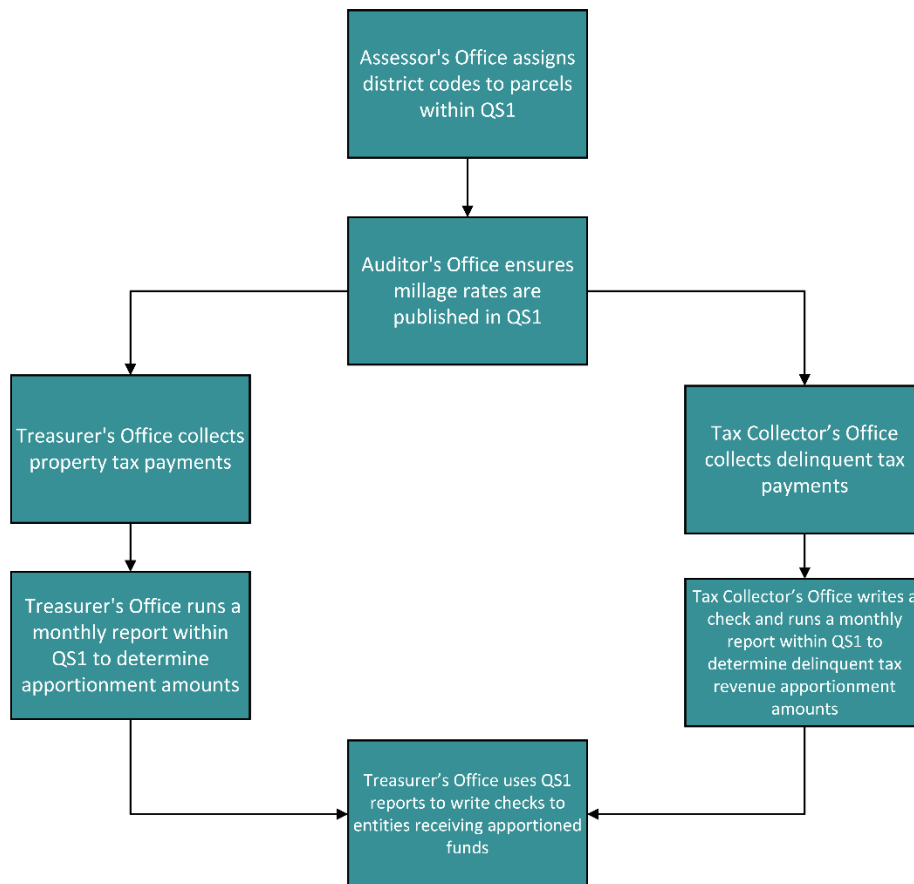 Assessor's Office assigns
district codes to parcels
within QS1
Auditor's Office ensures
millage rates are
published in QS1
Treasurer's Office collects
property tax payments
Tax Collector’s Office
collects delinquent tax
payments
Treasurer's Office runs a
monthly report within
QS1 to determine
apportionment amounts
Tax Collector’s Office writes a
check and runs a monthly
report within QS1 to
determine delinquent tax
revenue apportionment
amounts
Treasurer’s Office uses QS1
reports to write checks to
entities receiving apportioned
funds